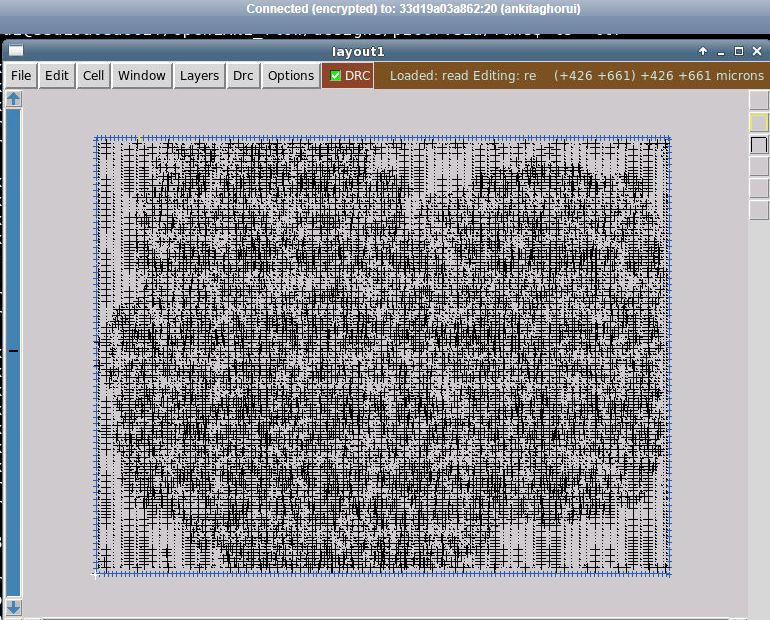 Connected (encrypted) to: 33d19a03a862:20 (ankitaghorui)
layout1
File Edit Cell Window Layers Drc Options DRC Loaded: read Editing: re (+426 +661) +426 +661 microns